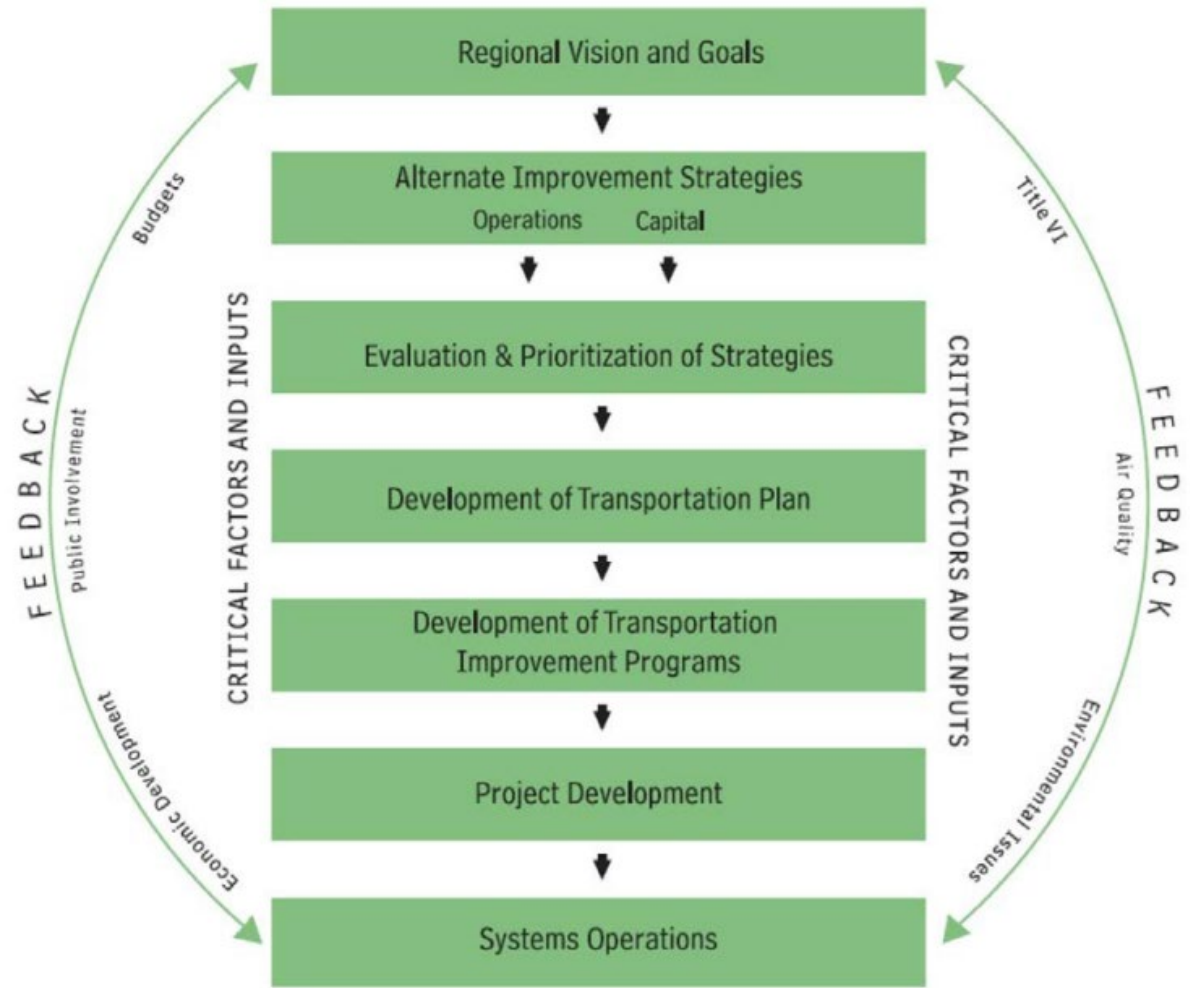 Regional Vision and Goals
Alternate Improvement Strategies
Operations Capital
Evaluation & Prioritization of Strategies
Development of Transportation Plan
Development of Transportation
Improvement Programs
Project Development
Systems Operations
FEEDBACK
Budgets
Public Involvement
Economic Development
CRITICAL FACTORS AND INPUTS
CRITICAL FACTORS AND INPUTS
Title VI
Air Quality
Environmental Issues
FEEDBACK